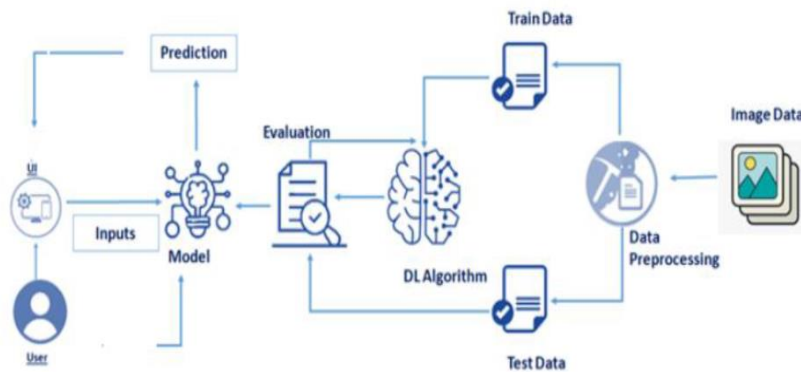 Train Data
Prediction
Image Data
Evaluation
UI
Inputs
Model
DL Algorithm
Data
Preprocessing
User
Test Data